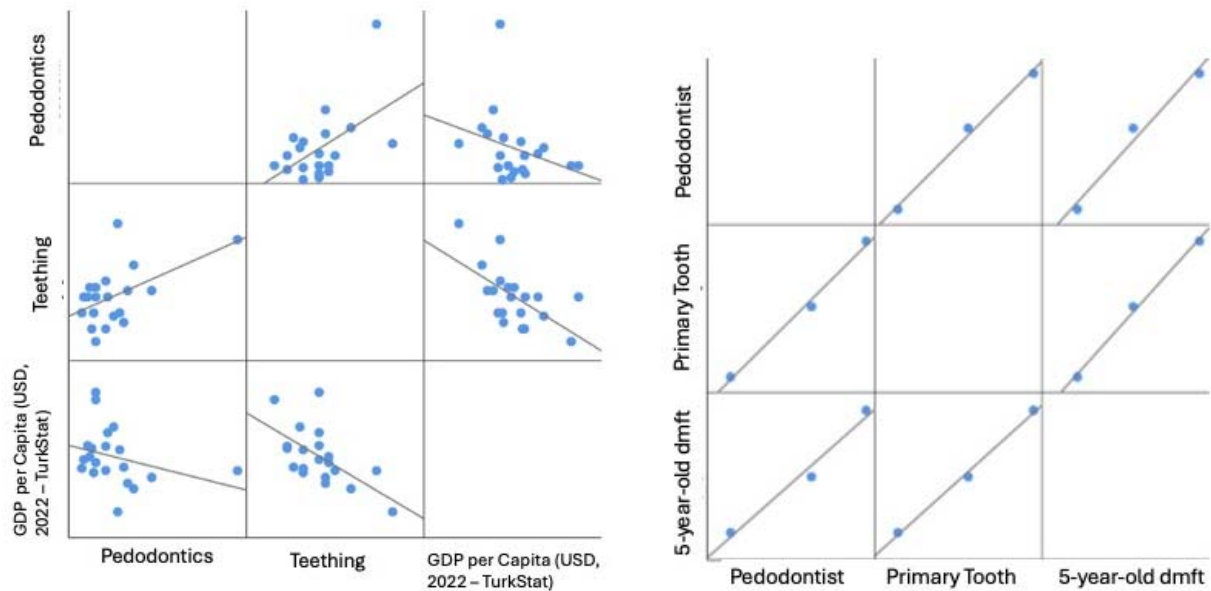 Pedodontics
Teething
GDP per Capita (USD,
2022 – TurkStat)
Pedodontics
Teething
GDP per Capita (USD,
2022 – TurkStat)
Pedodontist
Primary Tooth
5-year-old dmft
Pedodontist
Primary Tooth
5-year-old dmft